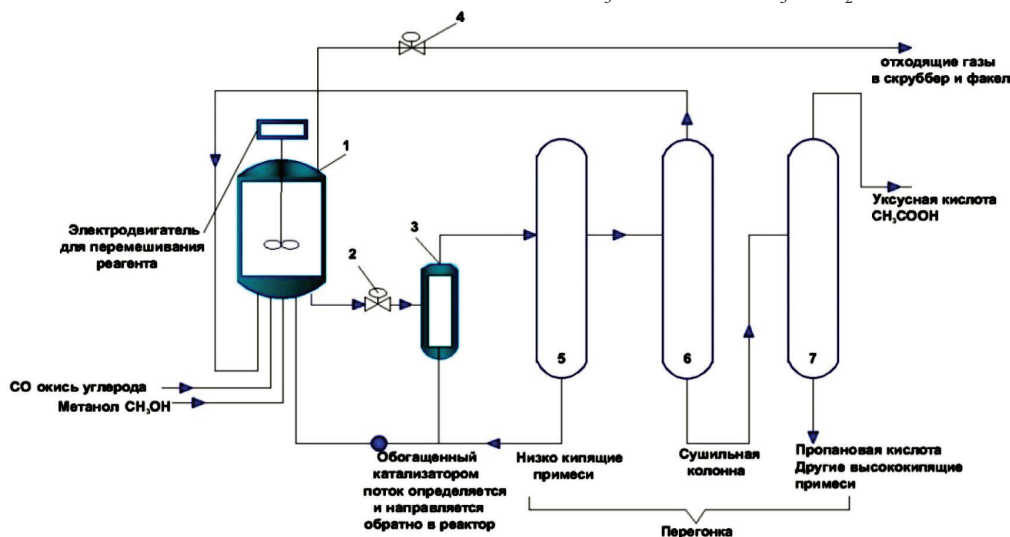 4
отходящие газы
в скруббер и факел
1
Электродвигатель
для перемешивания
реагента
2
3
Уксусная кислота
CH₃COOH
5
6
7
СО окись углерода
Метанол CH₃OH
Обогащенный
катализатором
поток определяется
и направляется
обратно в реактор
Низко кипящие
примеси
Сушильная
колонна
Пропановая кислота
Другие высококипящие
примеси
Перегонка